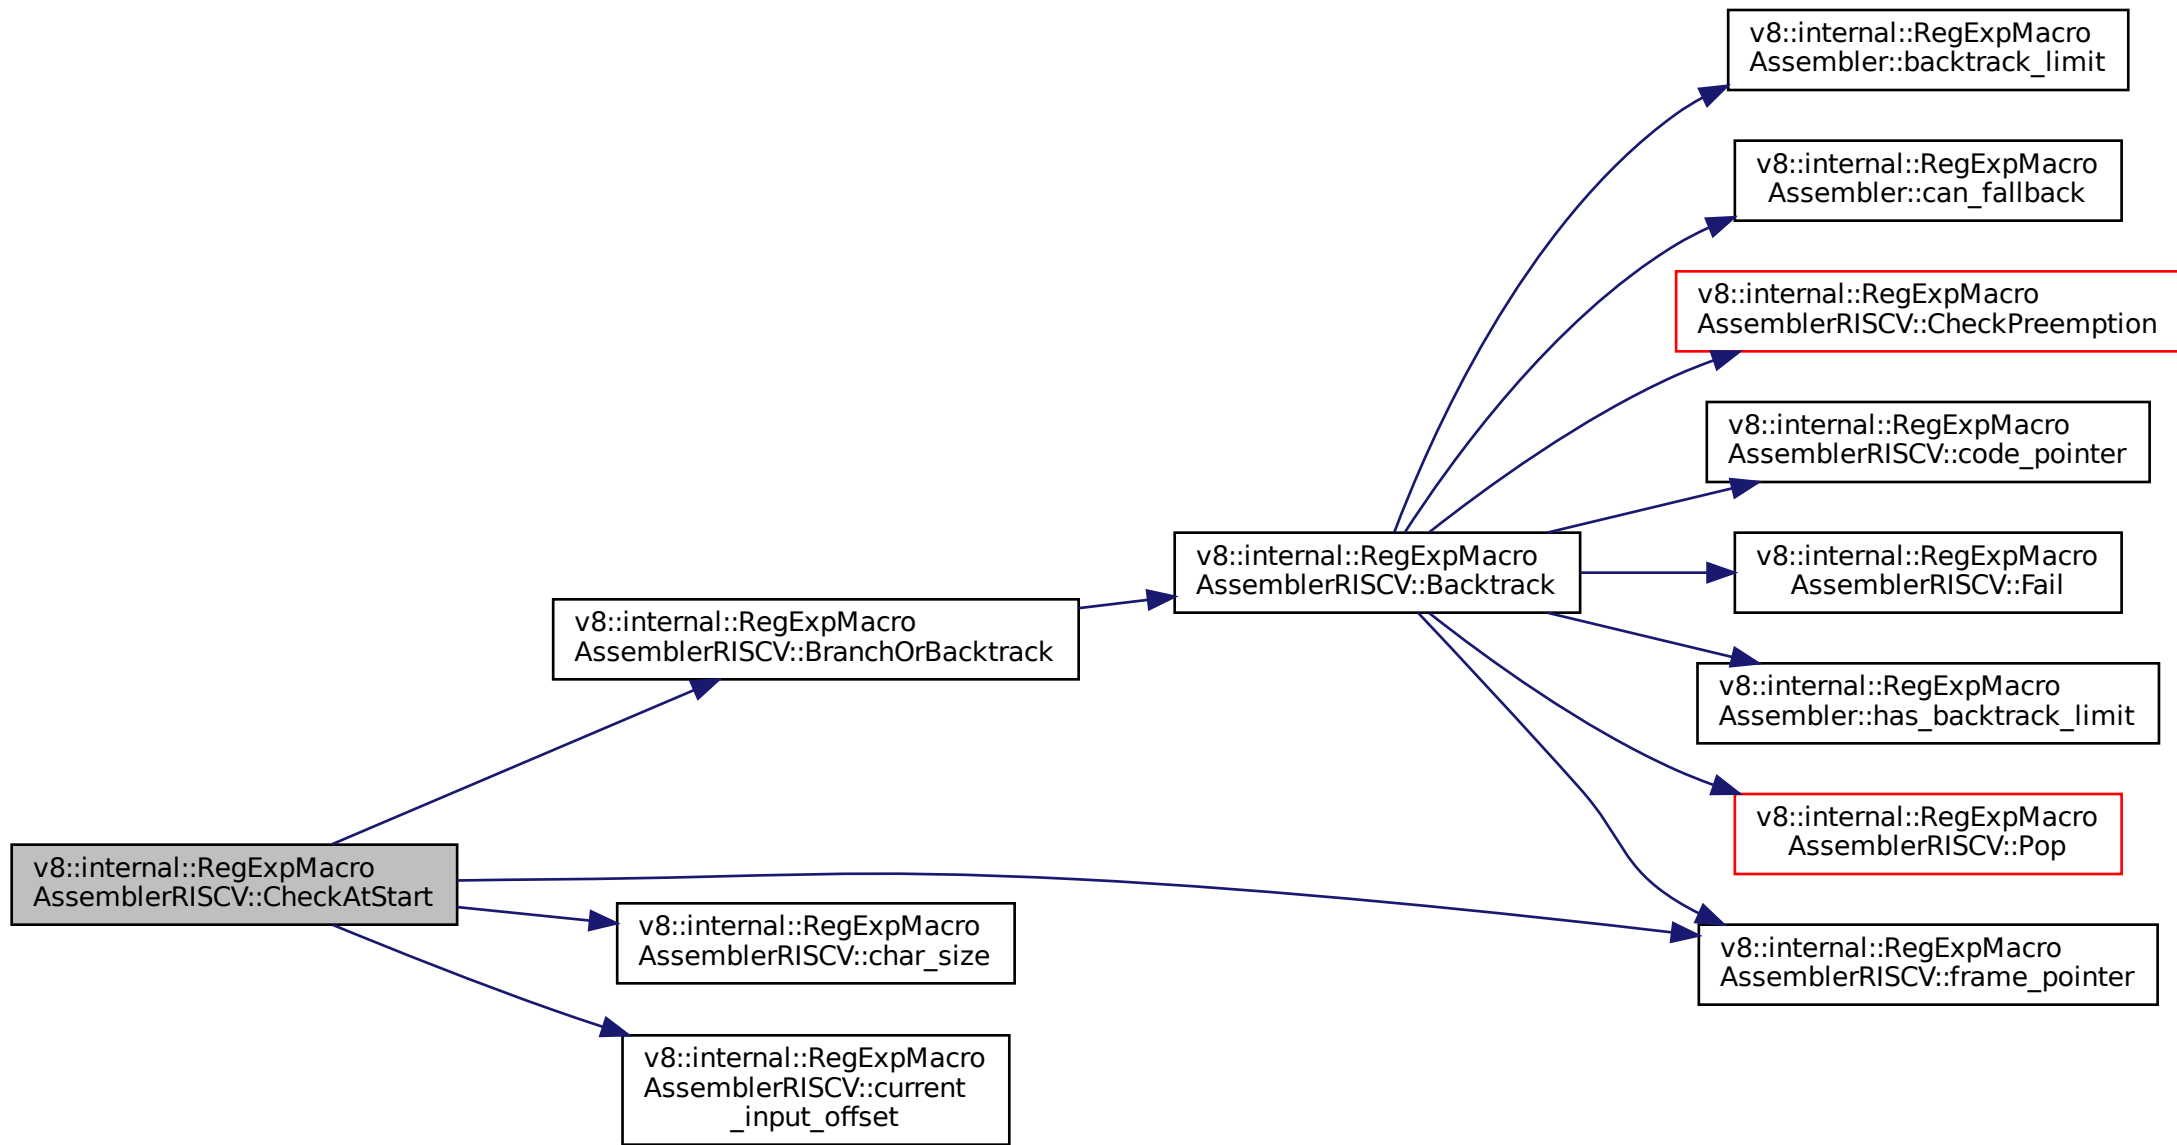 v8::internal::RegExpMacro
AssemblerRISCV::CheckAtStart
v8::internal::RegExpMacro
AssemblerRISCV::BranchOrBacktrack
v8::internal::RegExpMacro
AssemblerRISCV::char_size
v8::internal::RegExpMacro
AssemblerRISCV::current
_input_offset
v8::internal::RegExpMacro
AssemblerRISCV::Backtrack
v8::internal::RegExpMacro
Assembler::backtrack_limit
v8::internal::RegExpMacro
Assembler::can_fallback
v8::internal::RegExpMacro
AssemblerRISCV::CheckPreemption
v8::internal::RegExpMacro
AssemblerRISCV::code_pointer
v8::internal::RegExpMacro
AssemblerRISCV::Fail
v8::internal::RegExpMacro
Assembler::has_backtrack_limit
v8::internal::RegExpMacro
AssemblerRISCV::Pop
v8::internal::RegExpMacro
AssemblerRISCV::frame_pointer